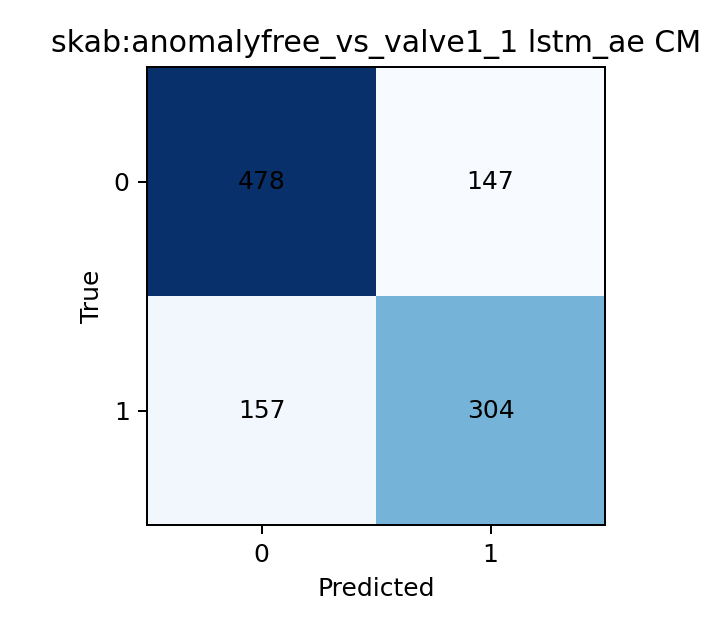 skab:anomalyfree_vs_valve1_1 lstm_ae CM
0
478
147
True
1
157
304
0
1
Predicted